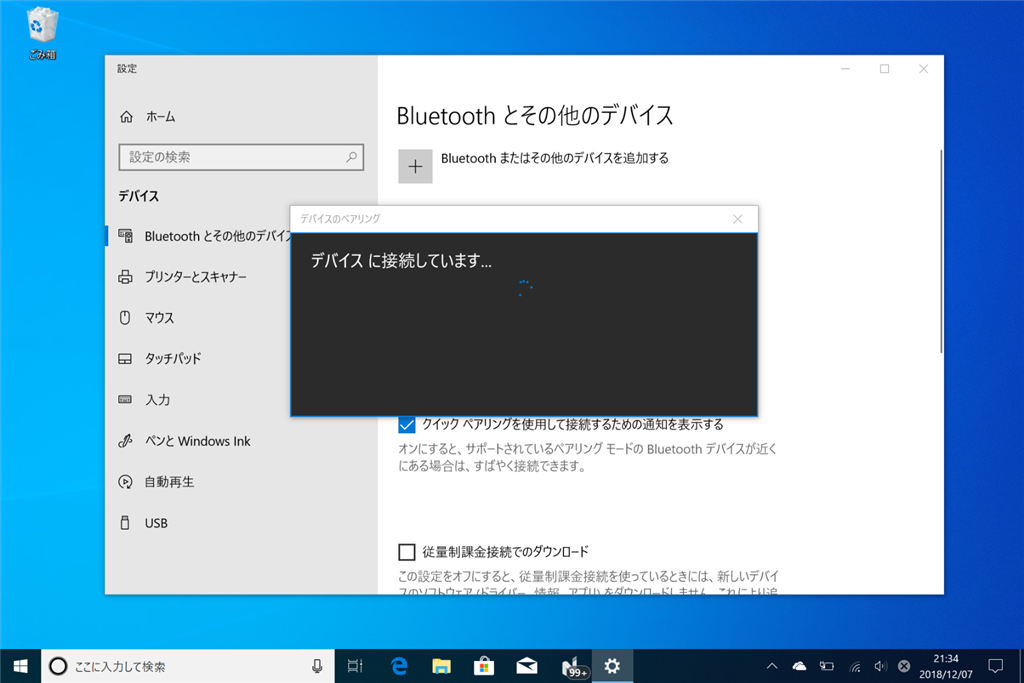 ごみ箱
設定
ホーム
設定の検索
デバイス
Bluetooth とその他のデバイス
プリンターとスキャナー
マウス
タッチパッド
入力
ペンと Windows Ink
自動再生
USB
Bluetooth とその他のデバイス
Bluetooth またはその他のデバイスを追加する
デバイスのペアリング
デバイス に接続しています...
クイック ペアリングを使用して接続するための通知を表示する
オンにすると、サポートされているペアリング モードの Bluetooth デバイスが近く
にある場合は、すばやく接続できます。
従量制課金接続でのダウンロード
この設定をオフにすると、従量制課金接続を使っているときには、新しいデバイ
スのソフトウェア (ドライバー、情報、アプリ) をダウンロードしません。これにより追
ここに入力して検索
99+
21:34
2018/12/07